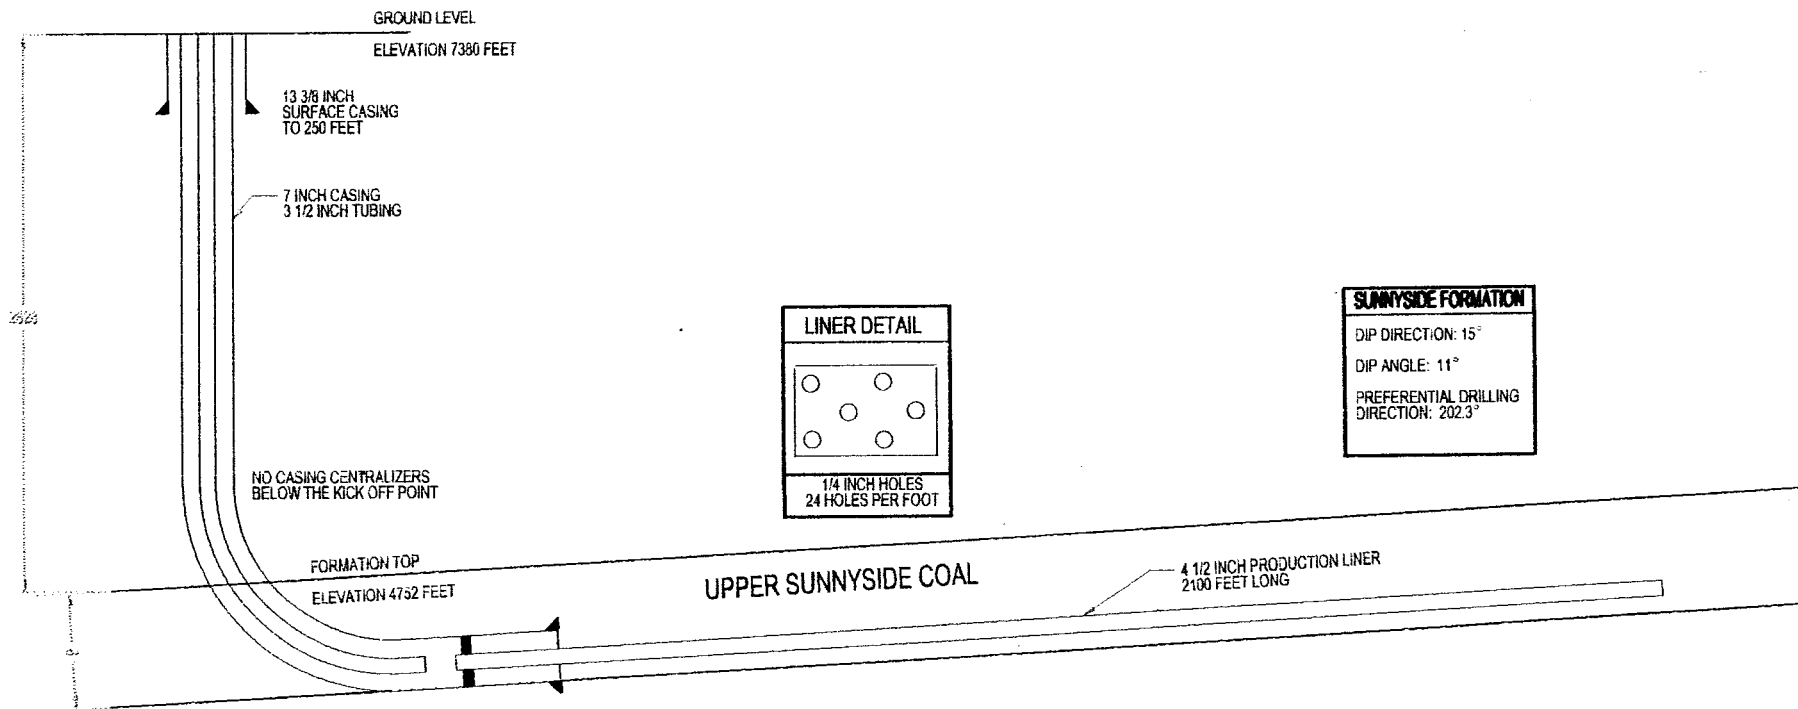 GROUND LEVEL
ELEVATION 7380 FEET
13 3/8 INCH
SURFACE CASING
TO 250 FEET
7 INCH CASING
3 1/2 INCH TUBING
LINER DETAIL
1/4 INCH HOLES
24 HOLES PER FOOT
SUNNYSIDE FORMATION
DIP DIRECTION: 15°
DIP ANGLE: 11°
PREFERENTIAL DRILLING
DIRECTION: 202.3°
NO CASING CENTRALIZERS
BELOW THE KICK OFF POINT
FORMATION TOP
ELEVATION 4752 FEET
UPPER SUNNYSIDE COAL
4 1/2 INCH PRODUCTION LINER
2100 FEET LONG